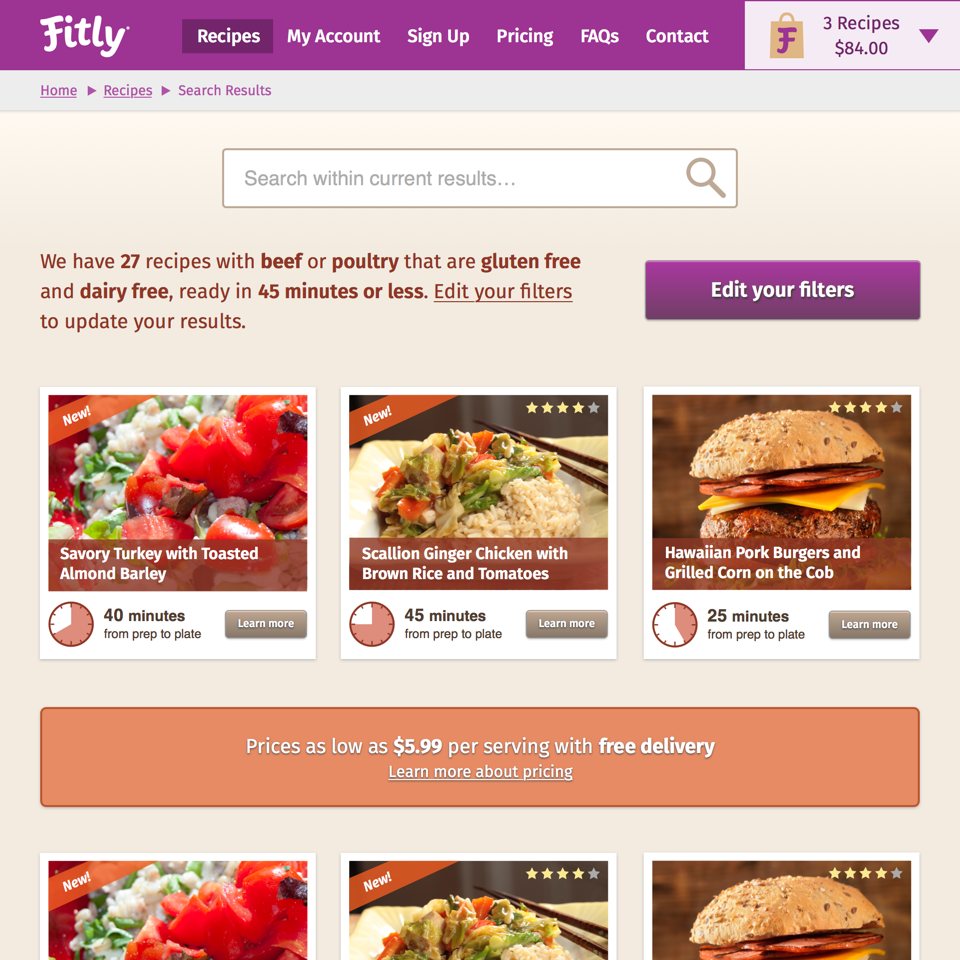 Fitly
Recipes My Account Sign Up Pricing FAQs Contact
3 Recipes
$84.00
Home Recipes Search Results
Search within current results...
We have 27 recipes with beef or poultry that are gluten free
and dairy free, ready in 45 minutes or less. Edit your filters
to update your results.
Edit your filters
New!
Savory Turkey with Toasted
Almond Barley
40 minutes
from prep to plate
Learn more
New!
Scallion Ginger Chicken with
Brown Rice and Tomatoes
45 minutes
from prep to plate
Learn more
Hawaiian Pork Burgers and
Grilled Corn on the Cob
25 minutes
from prep to plate
Learn more
Prices as low as $5.99 per serving with free delivery
Learn more about pricing
New!
New!